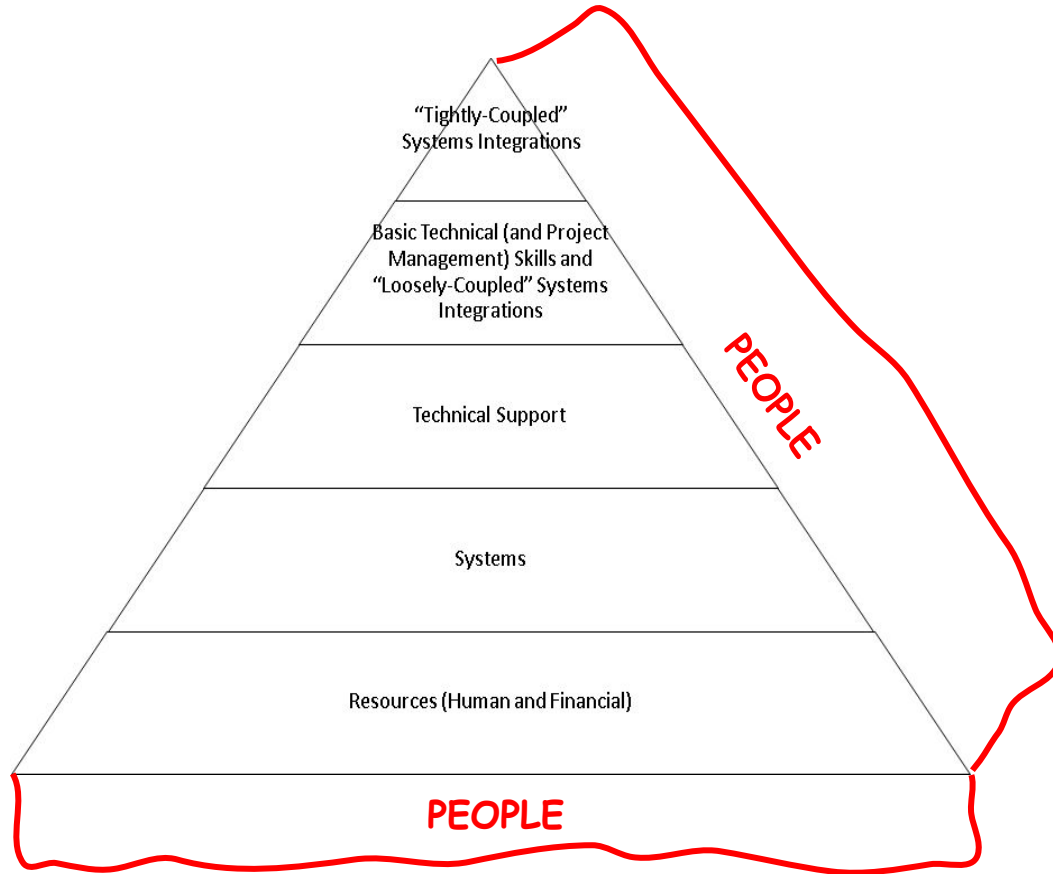 “Tightly-Coupled”
Systems Integrations
Basic Technical (and Project
Management) Skills and
“Loosely-Coupled” Systems
Integrations
PEOPLE
Technical Support
Systems
Resources (Human and Financial)
PEOPLE